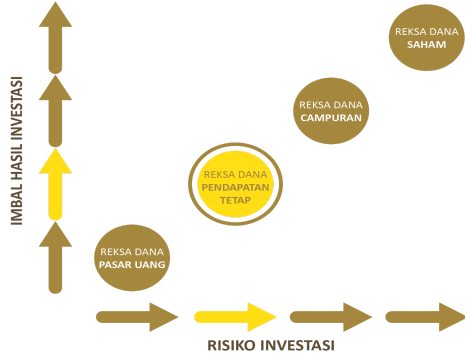 REKSA DANA
SAHAM
REKSA DANA
CAMPURAN
REKSA DANA
PENDAPATAN
TETAP
REKSA DANA
PASAR UANG
IMBAL HASIL INVESTASI
RISIKO INVESTASI